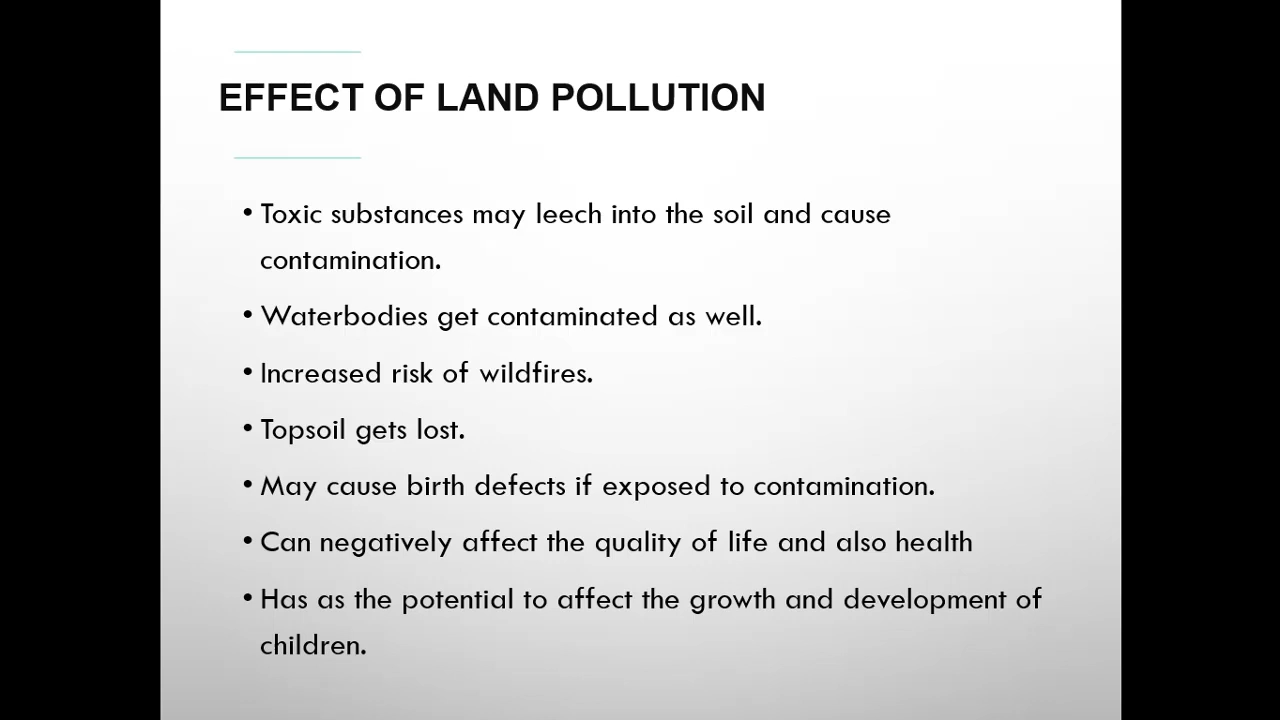 EFFECT OF LAND POLLUTION
• Toxic substances may leech into the soil and cause
contamination.
• Waterbodies get contaminated as well.
• Increased risk of wildfires.
• Topsoil gets lost.
• May cause birth defects if exposed to contamination.
• Can negatively affect the quality of life and also health
• Has as the potential to affect the growth and development of
children.